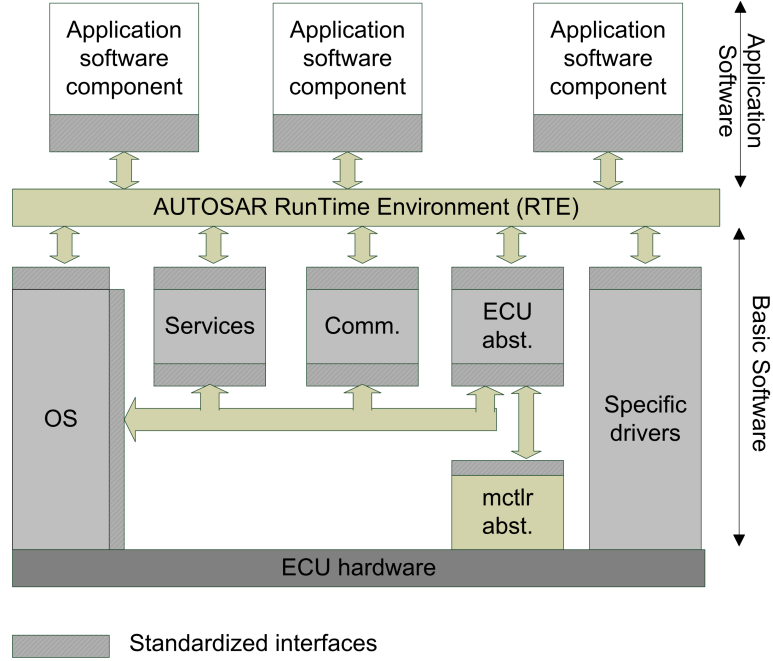 Application
software
component
Application
software
component
Application
software
component
Application
Software
AUTOSAR RunTime Environment (RTE)
OS
Services
Comm.
ECU
abst.
Specific
drivers
mctlr
abst.
Basic Software
ECU hardware
Standardized interfaces